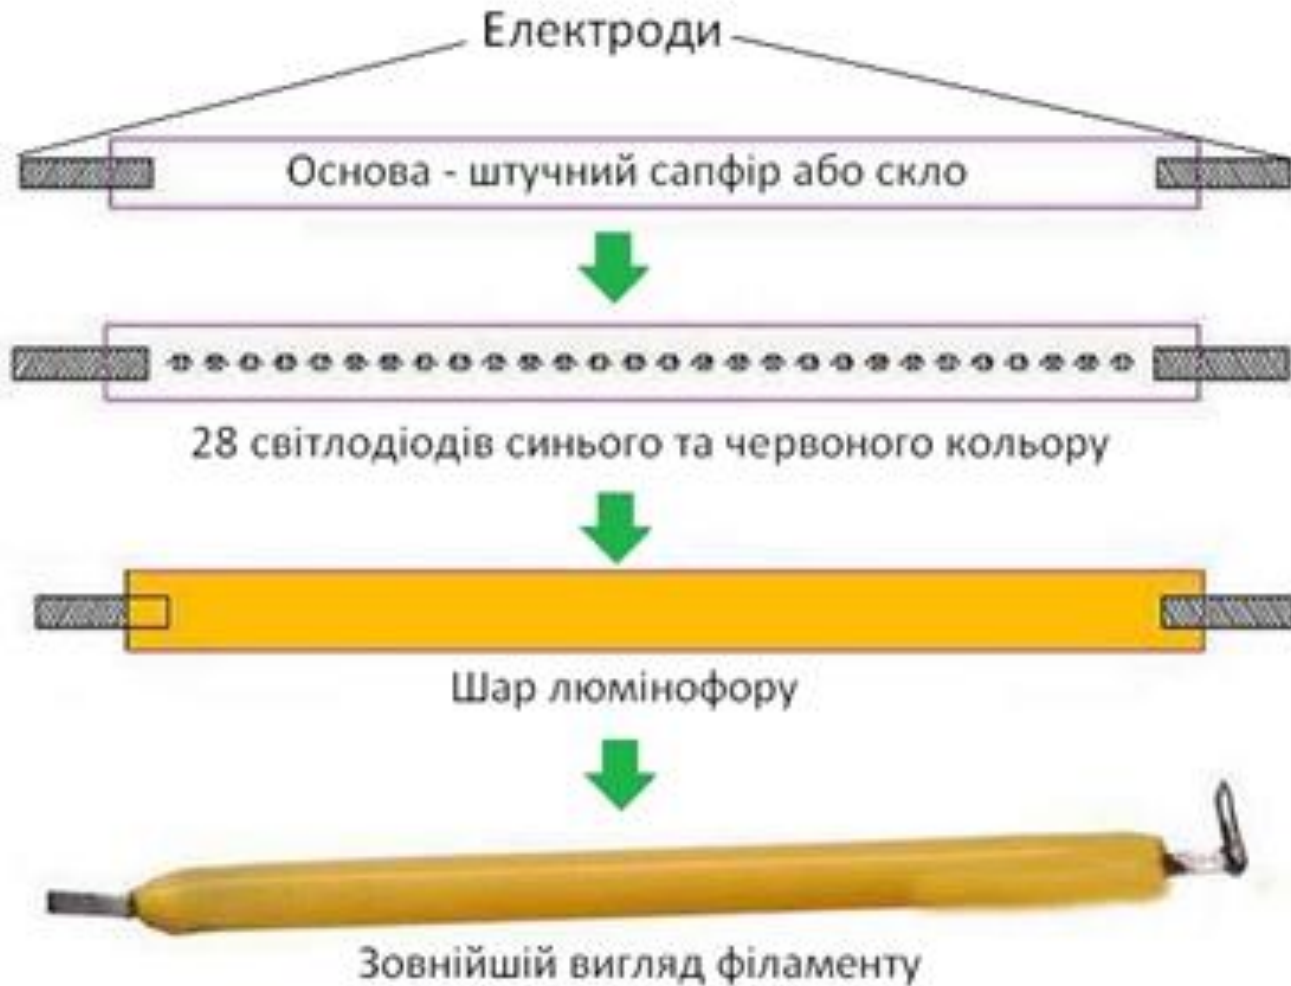 Електроди
Основа - штучний сапфір або скло
28 світлодіодів синього та червоного кольору
Шар люмінофору
Зовнійшій вигляд філаменту